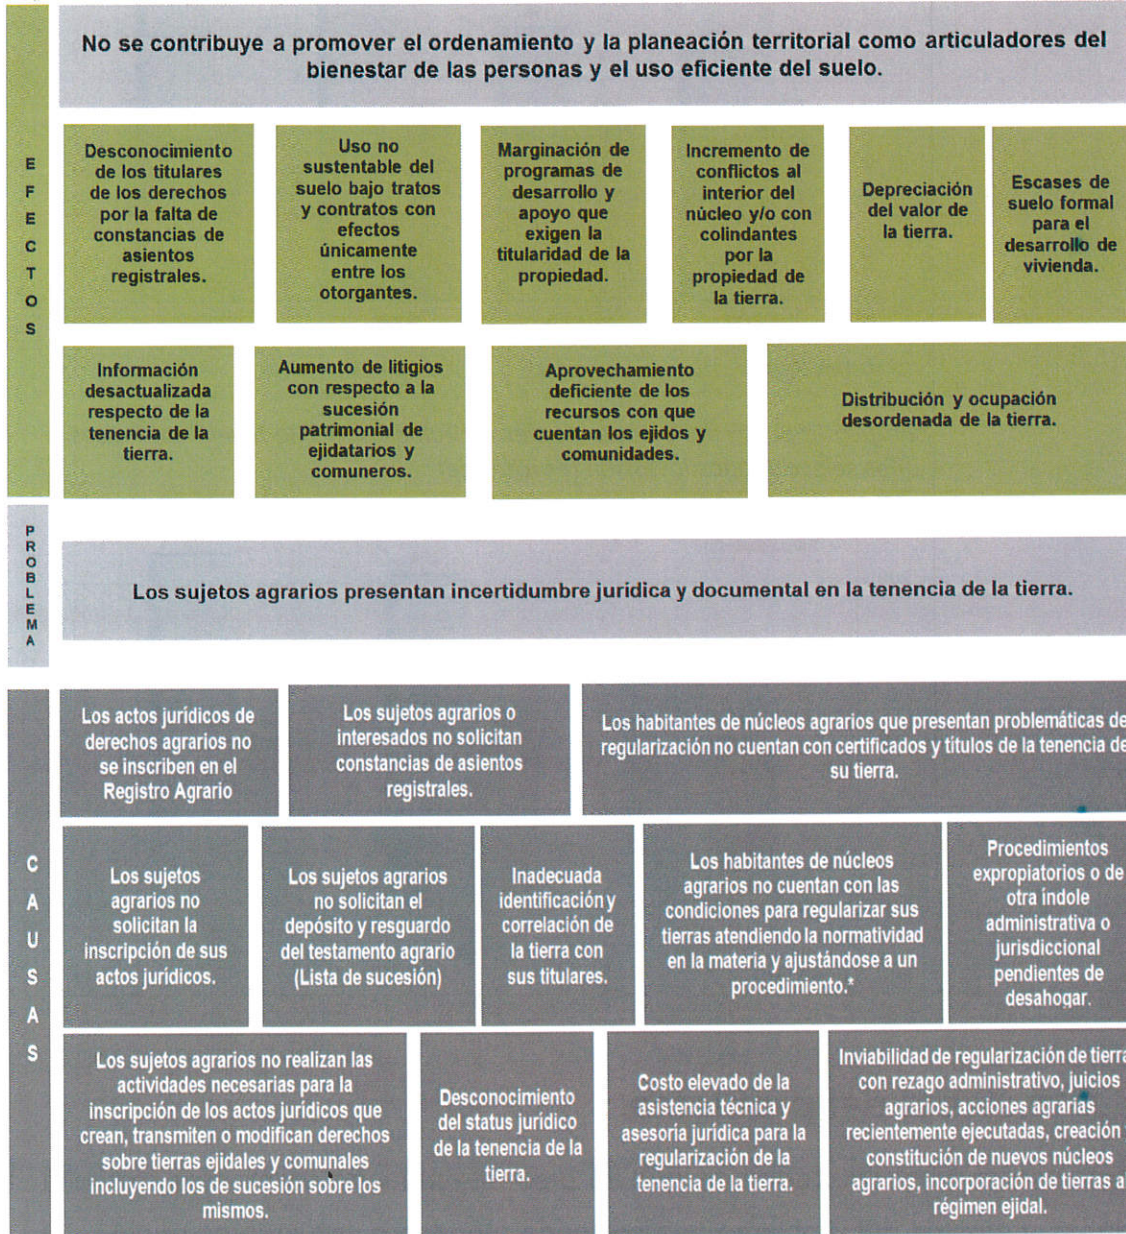 No se contribuye a promover el ordenamiento y la planeación territorial como articuladores del
bienestar de las personas y el uso eficiente del suelo.
EFECTOS
Desconocimiento
de los titulares
de los derechos
por la falta de
constancias de
asientos
registrales.
Uso no
sustentable del
suelo bajo tratos
y contratos con
efectos
únicamente
entre los
otorgantes.
Marginación de
programas de
desarrollo y
apoyo que
exigen la
titularidad de la
propiedad.
Incremento de
conflictos al
interior del
núcleo y/o con
colindantes
por la
propiedad de
la tierra.
Depreciación
del valor de
la tierra.
Escases de
suelo formal
para el
desarrollo de
vivienda.
Información
desactualizada
respecto de la
tenencia de la
tierra.
Aumento de litigios
con respecto a la
sucesión
patrimonial de
ejidatarios y
comuneros.
Aprovechamiento
deficiente de los
recursos con que
cuentan los ejidos y
comunidades.
Distribución y ocupación
desordenada de la tierra.
PROBLEMA
Los sujetos agrarios presentan incertidumbre jurídica y documental en la tenencia de la tierra.
CAUSAS
Los actos jurídicos de
derechos agrarios no
se inscriben en el
Registro Agrario
Los sujetos agrarios o
interesados no solicitan
constancias de asientos
registrales.
Los habitantes de núcleos agrarios que presentan problemáticas de
regularización no cuentan con certificados y títulos de la tenencia de
su tierra.
Los sujetos
agrarios no
solicitan la
inscripción de sus
actos jurídicos.
Los sujetos agrarios
no solicitan el
depósito y resguardo
del testamento agrario
(Lista de sucesión)
Inadecuada
identificación y
correlación de
la tierra con
sus titulares.
Los habitantes de núcleos
agrarios no cuentan con las
condiciones para regularizar sus
tierras atendiendo la normatividad
en la materia y ajustándose a un
procedimiento.*
Procedimientos
expropiatorios o de
otra índole
administrativa o
jurisdiccional
pendientes de
desahogar.
Los sujetos agrarios no realizan las
actividades necesarias para la
inscripción de los actos jurídicos que
crean, transmiten o modifican derechos
sobre tierras ejidales y comunales
incluyendo los de sucesión sobre los
mismos.
Desconocimiento
del status jurídico
de la tenencia de la
tierra.
Costo elevado de la
asistencia técnica y
asesoría jurídica para la
regularización de la
tenencia de la tierra.
Inviabilidad de regularización de
con rezago administrativo, juicios
agrarios, acciones agrarias
recientemente ejecutadas, creación
constitución de nuevos núcleos
agrarios, incorporación de tierras al
régimen ejidal.